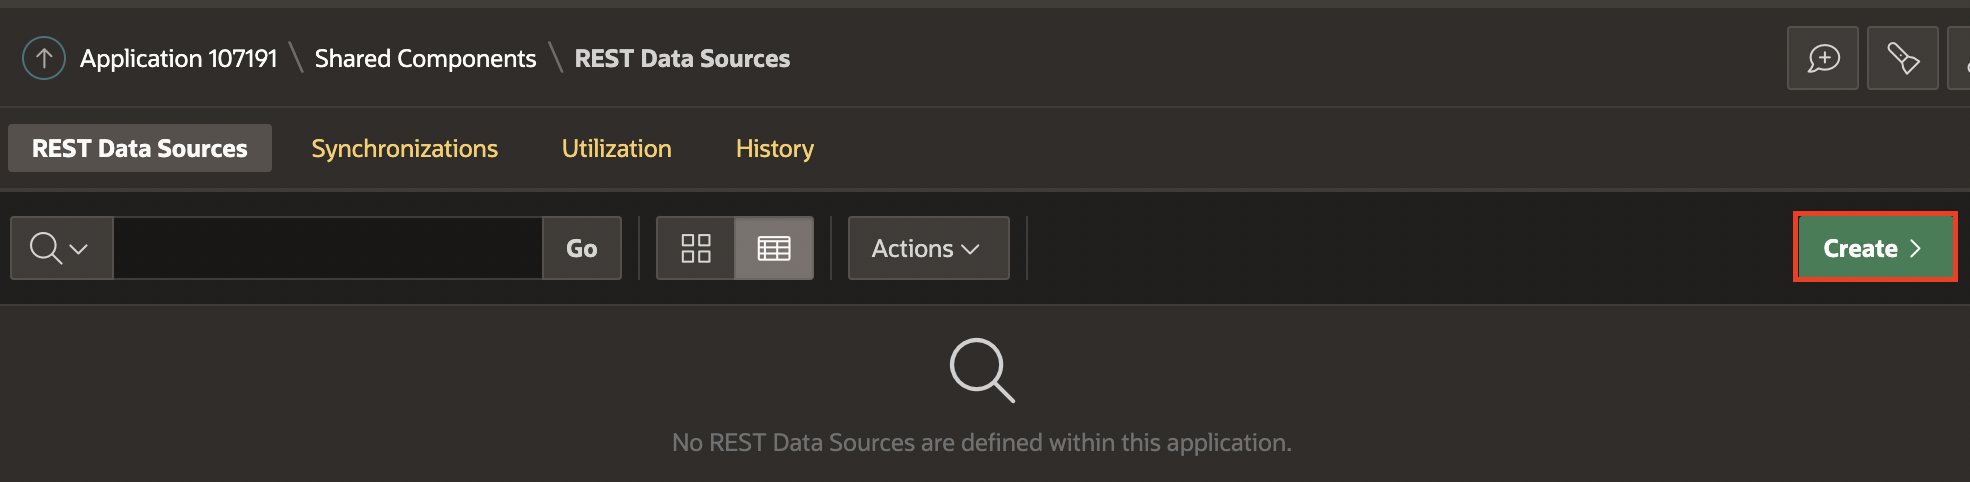 Application 107191 \ Shared Components \ REST Data Sources
REST Data Sources Synchronizations Utilization History
Go Actions Create
No REST Data Sources are defined within this application.